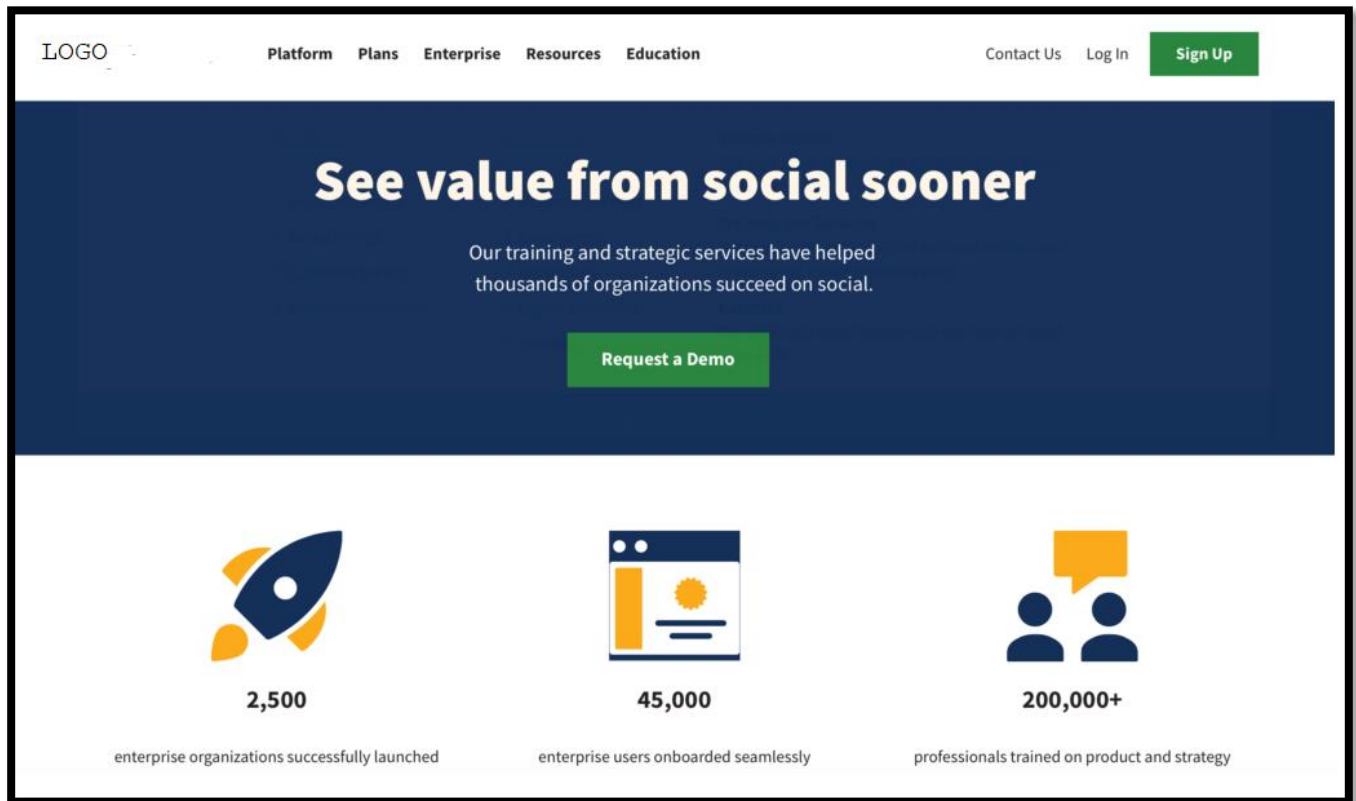 LOGO Platform Plans Enterprise Resources Education Contact Us Log In Sign Up
See value from social sooner
Our training and strategic services have helped
thousands of organizations succeed on social.
Request a Demo
2,500
enterprise organizations successfully launched
45,000
enterprise users onboarded seamlessly
200,000+
professionals trained on product and strategy